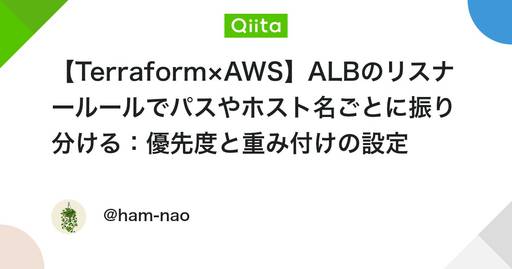 Qiita
【Terraform×AWS】ALBのリスナ
ールールでパスやホスト名ごとに振り
分ける：優先度と重み付けの設定
@ham-nao